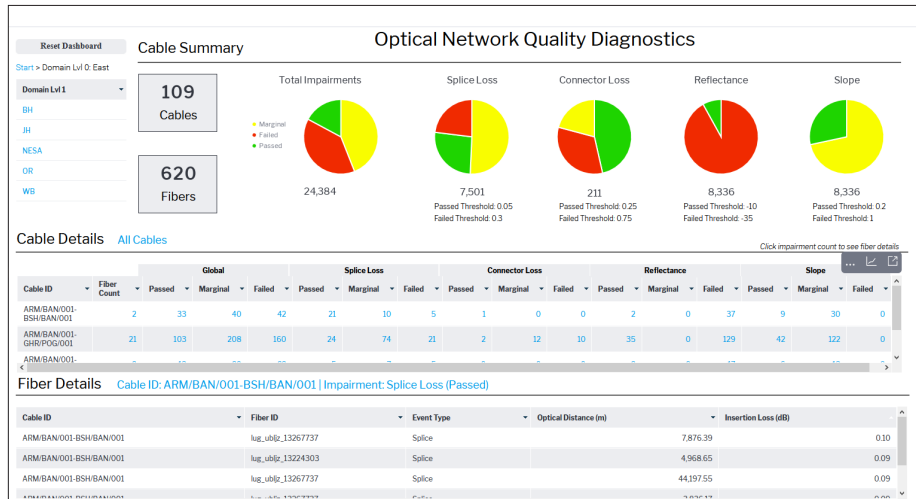 Optical Network Quality Diagnostics
Reset Dashboard
Cable Summary
Start > Domain Lvl 0: East
Domain Lvl 1
BH
JH
NESA
OR
WB
109
Cables
620
Fibers
Total Impairments
Marginal
Failed
Passed
24,384
Splice Loss
7,501
Passed Threshold: 0.05
Failed Threshold: 0.3
Connector Loss
211
Passed Threshold: 0.25
Failed Threshold: 0.75
Reflectance
8,336
Passed Threshold: -10
Failed Threshold: -35
Slope
8,336
Passed Threshold: 0.2
Failed Threshold: 1
Cable Details All Cables
Click impairment count to see fiber details
Global Splice Loss Connector Loss Reflectance Slope
Cable ID Fiber Count Passed Marginal Failed Passed Marginal Failed Passed Marginal Failed Passed Marginal Failed Passed Marginal Failed
ARM/BAN/001-
BSH/BAN/001 2 33 40 42 21 10 5 1 0 0 2 0 37 9 30 0
ARM/BAN/001-
GHR/POG/001 21 103 208 160 24 74 21 2 12 10 35 0 129 42 122 0
ARM/BAN/001-
Fiber Details Cable ID: ARM/BAN/001-BSH/BAN/001 | Impairment: Splice Loss (Passed)
Cable ID Fiber ID Event Type Optical Distance (m) Insertion Loss (dB)
ARM/BAN/001-BSH/BAN/001 lug_ubljz_13267737 Splice 7,876.39 0.10
ARM/BAN/001-BSH/BAN/001 lug_ubljz_13224303 Splice 4,968.65 0.09
ARM/BAN/001-BSH/BAN/001 lug_ubljz_13267737 Splice 44,197.55 0.09